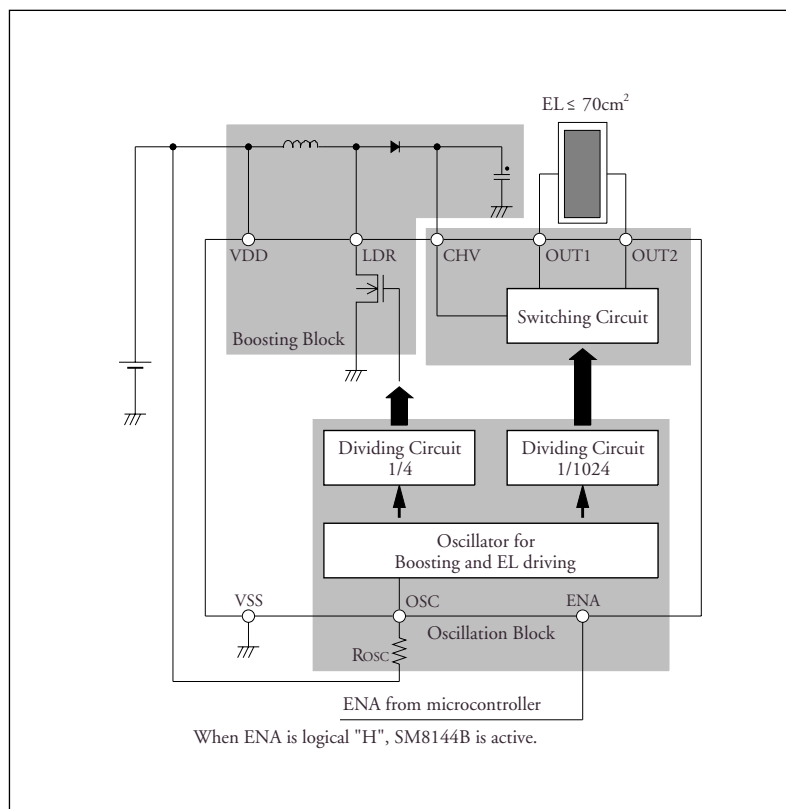 EL ≤ 70cm²
VDD
LDR
CHV
OUT1
OUT2
Switching Circuit
Boosting Block
Dividing Circuit
1/4
Dividing Circuit
1/1024
Oscillator for
Boosting and EL driving
VSS
OSC
ENA
Oscillation Block
ROSC
ENA from microcontroller
When ENA is logical "H", SM8144B is active.